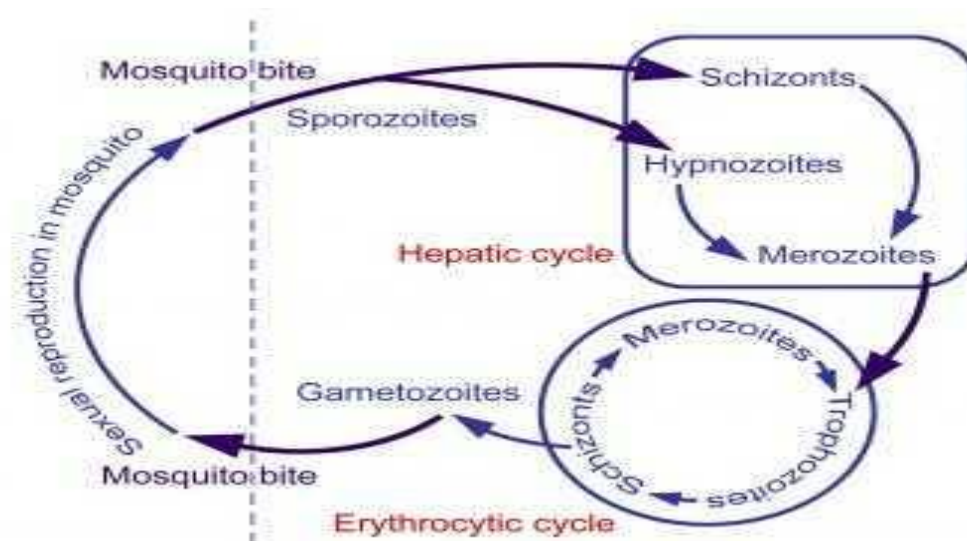 Mosquito bite
Schizonts
Sporozoites
Hypnozoites
Sexual reproduction in mosquito
Hepatic cycle
Merozoites
Merozoites
Gametozoites
Schizonts
Trophozoites
Mosquito bite
Erythrocytic cycle